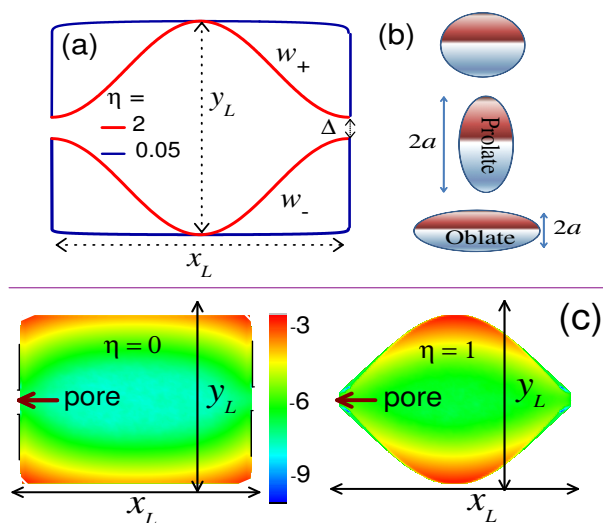 (a)
w+
η =
2
0.05
yL
Δ
w-
xL
(b)
2a
Prolate
Oblate
2a
(c)
η = 0
pore
yL
xL
-3
-6
-9
η = 1
pore
yL
xL